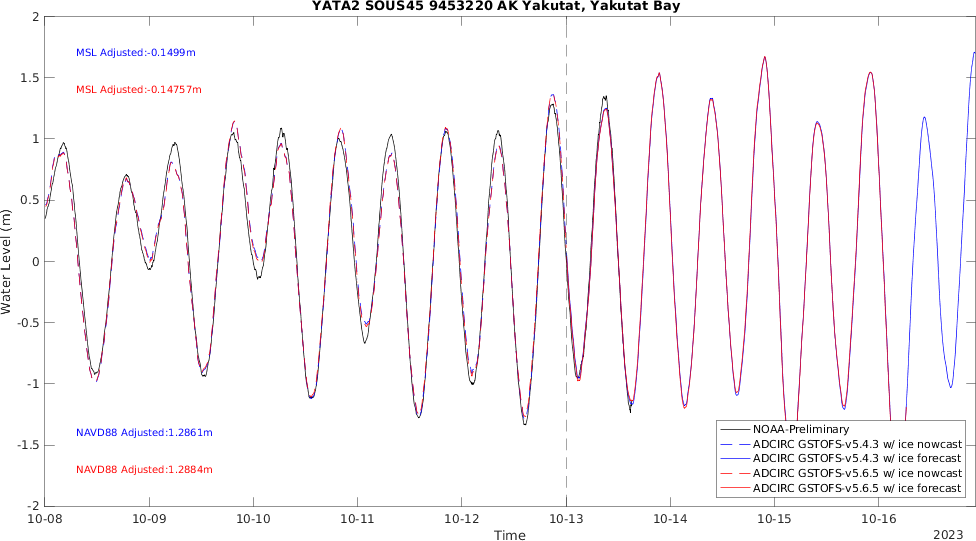 YATA2 SOUS45 9453220 AK Yakutat, Yakutat Bay
2
1.5
1
0.5
0
-0.5
-1
-1.5
-2
Water Level (m)
MSL Adjusted:-0.1499m
MSL Adjusted:-0.14757m
NAVD88 Adjusted:1.2861m
NAVD88 Adjusted:1.2884m
NOAA-Preliminary
ADCIRC GSTOFS-v5.4.3 w/ ice nowcast
ADCIRC GSTOFS-v5.4.3 w/ ice forecast
ADCIRC GSTOFS-v5.6.5 w/ ice nowcast
ADCIRC GSTOFS-v5.6.5 w/ ice forecast
10-08 10-09 10-10 10-11 10-12 10-13 10-14 10-15 10-16
Time
2023